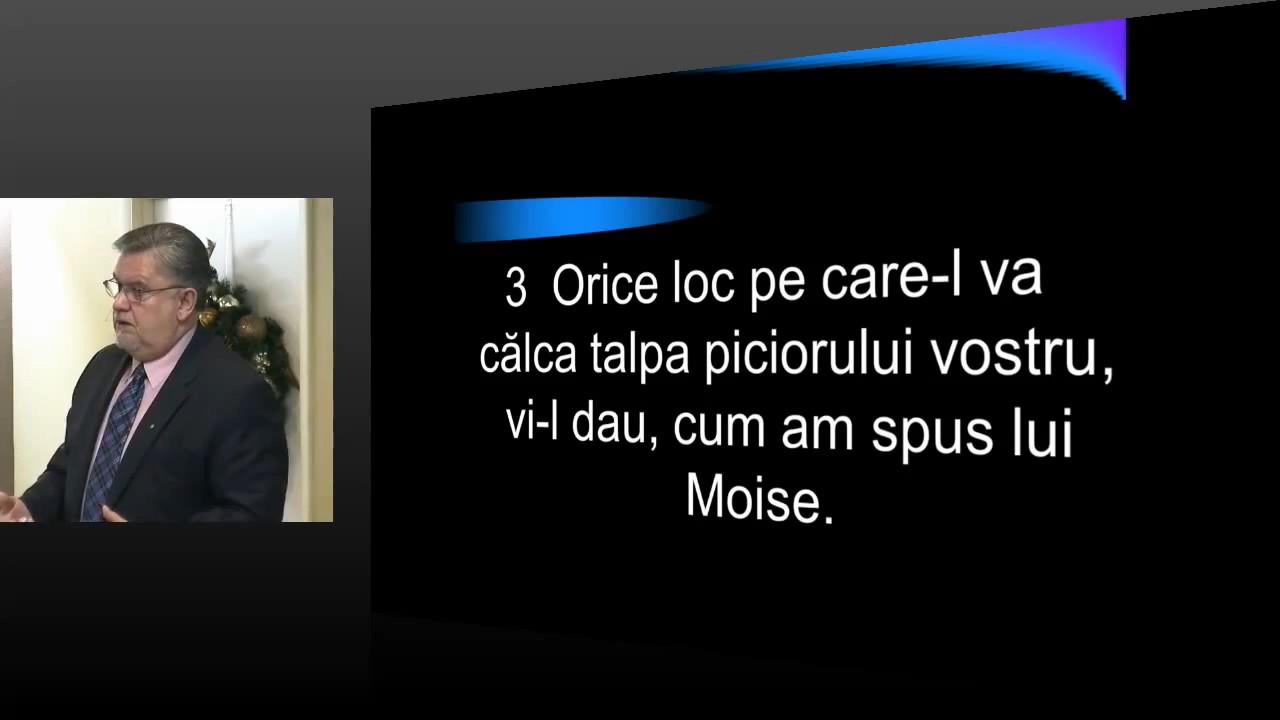 3 Orice loc pe care-l va
călca talpa piciorului vostru,
vi-l dau, cum am spus lui
Moise.